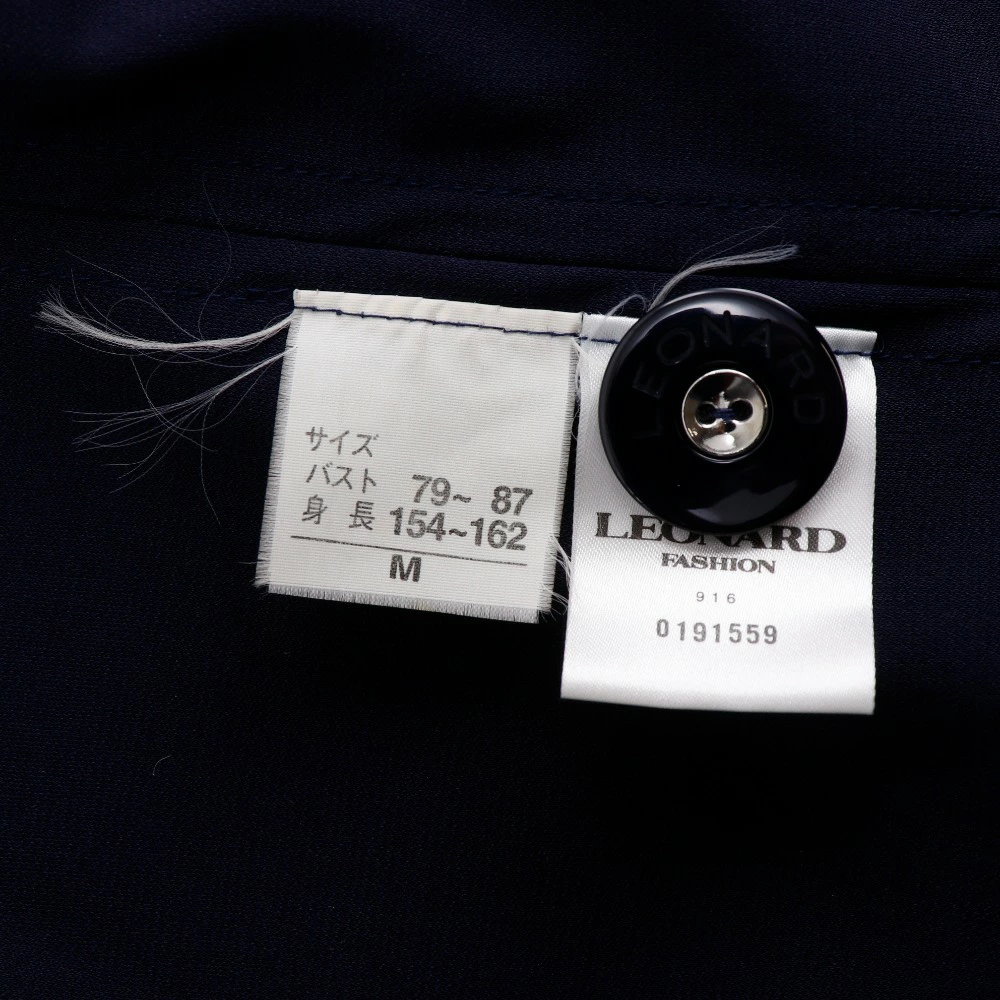 サイズ
バスト 79~ 87
身 長 154~162
M
LEONARD
LEONARD
FASHION
916
0191559